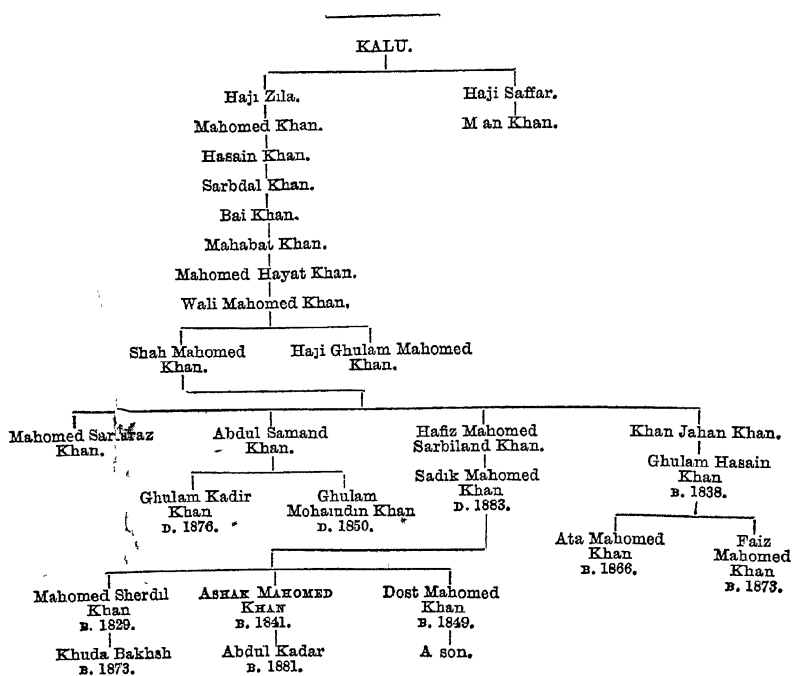 KALU.
Haji Zila.
Haji Saffar.
Mahomed Khan.
M an Khan.
Hasain Khan.
Sarbdal Khan.
Bai Khan.
Mahabat Khan.
Mahomed Hayat Khan.
Wali Mahomed Khan.
Shah Mahomed
Khan.
Haji Ghulam Mahomed
Khan.
Mahomed
Khan.
Abdul Samand
Khan.
Hafiz Mahomed
Sarbiland Khan.
Khan Jahan Khan.
Ghulam Kadir
Khan
D. 1876.
Ghulam
Mohaindin Khan
D. 1850.
Sadik Mahomed
Khan
D. 1883.
Ghulam Hasain
Khan
B. 1838.
Ata Mahomed
Khan
B. 1866.
Faiz
Mahomed
Khan
B. 1873.
Mahomed Sherdil
Khan
B. 1829.
ASHAK MAHOMED
KHAN
B. 1841.
Dost Mahomed
Khan
B. 1849.
Khuda Bakhsh
B. 1873.
Abdul Kadar
B. 1881.
A son.